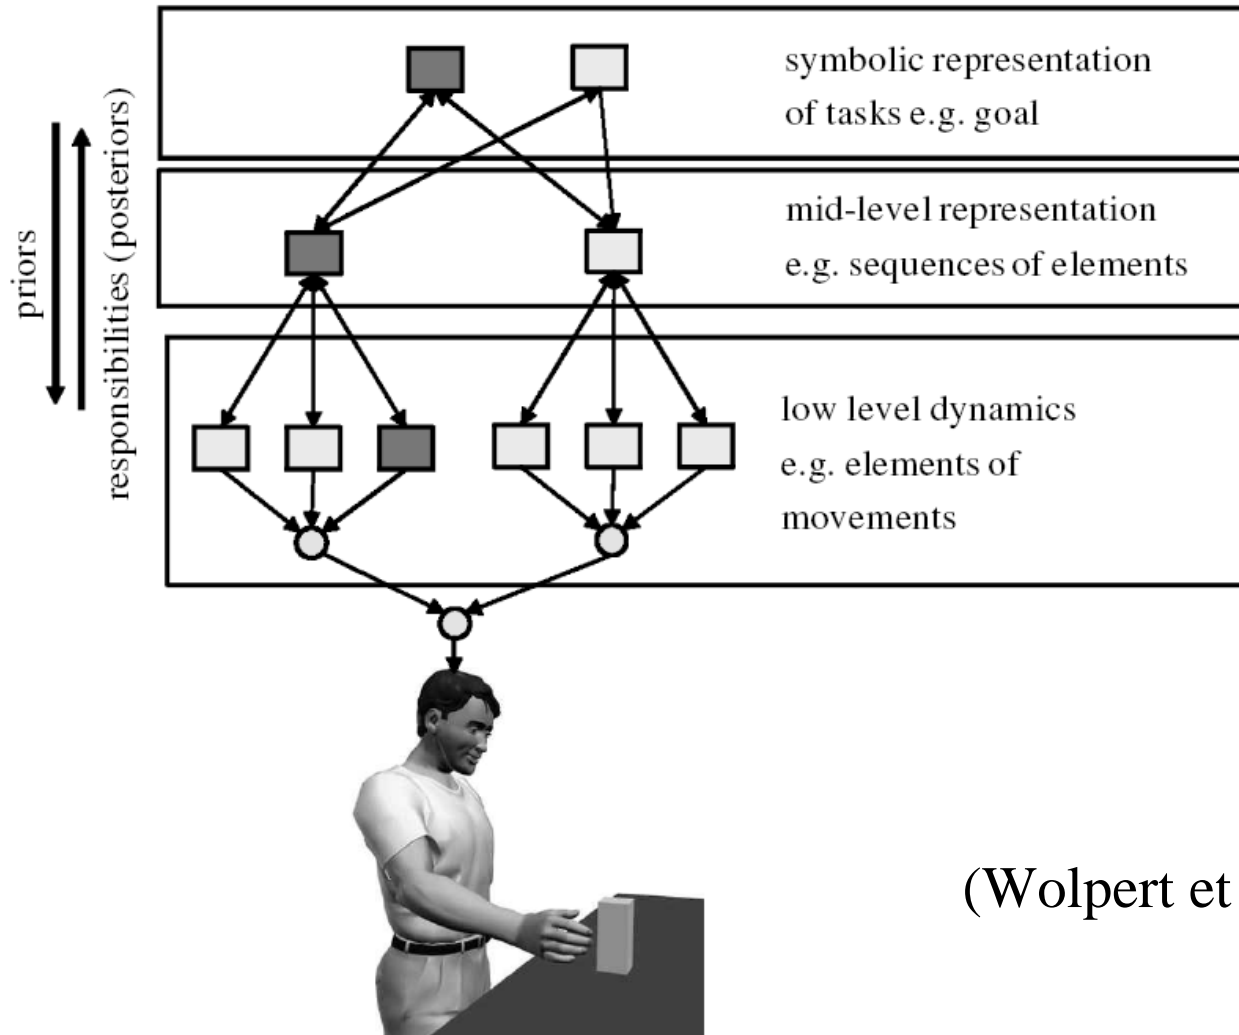 priors
responsibilities (posteriors)
symbolic representation
of tasks e.g. goal
mid-level representation
e.g. sequences of elements
low level dynamics
e.g. elements of
movements
(Wolpert et